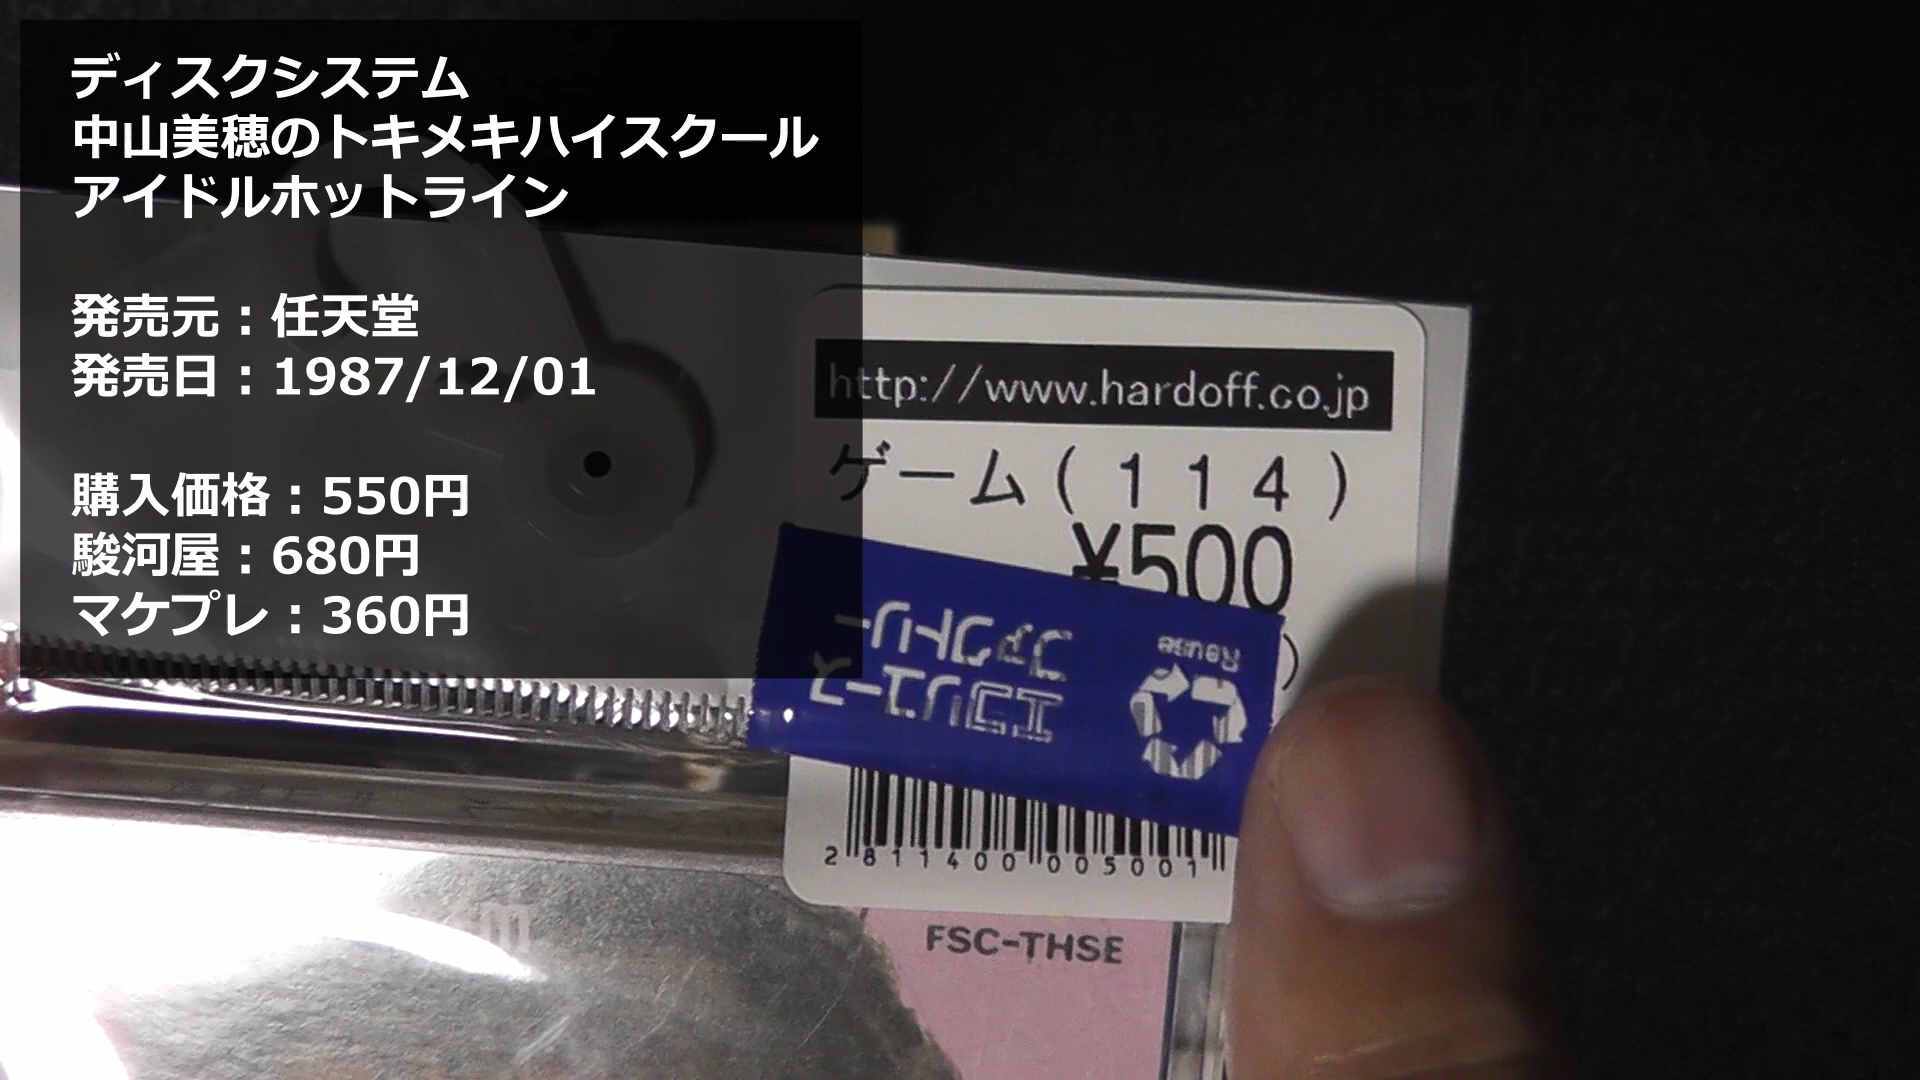 ディスクシステム
中山美穂のトキメキハイスクール
アイドルホットライン
発売元：任天堂
発売日：1987/12/01
購入価格：550円
駿河屋：680円
マケプレ：360円
http://www.hardoff.co.jp
ゲーム(１１４)
¥500
)
Reuse
2811400005001
FSC-THSE